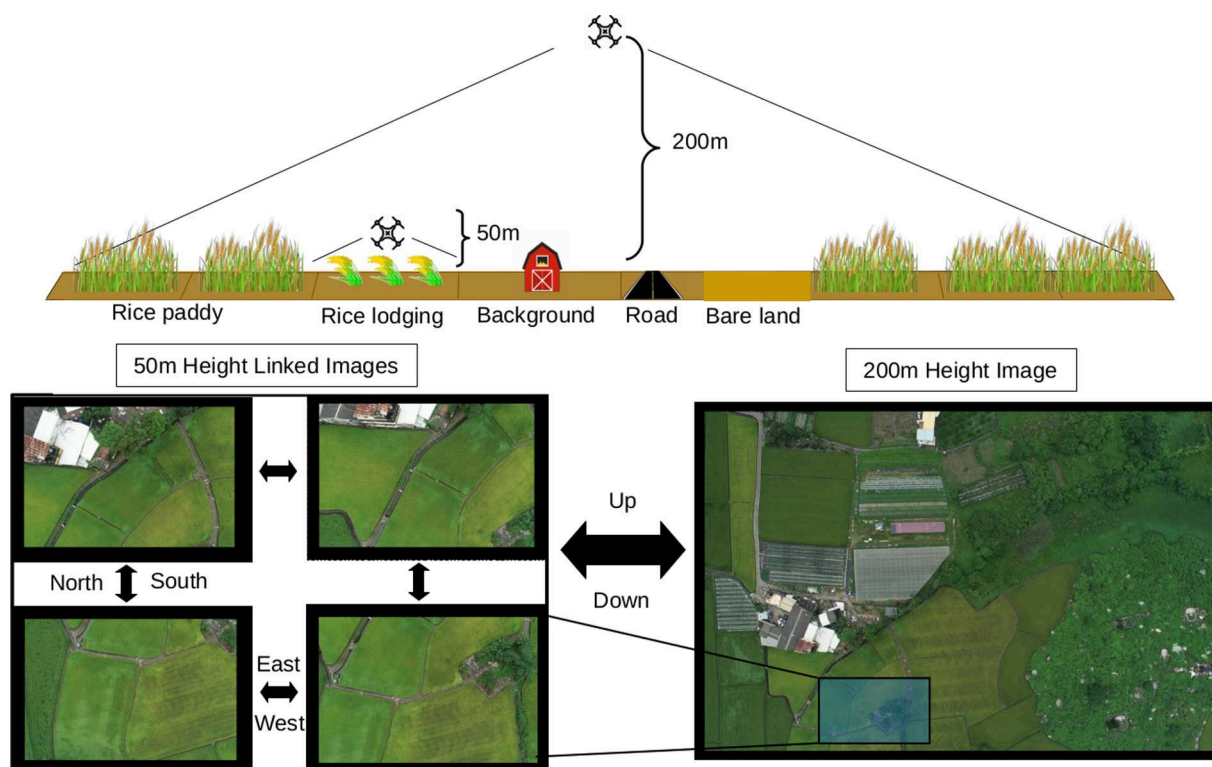 200m
50m
Rice paddy
Rice lodging
Background
Road
Bare land
50m Height Linked Images
200m Height Image
Up
Down
North
South
East
West